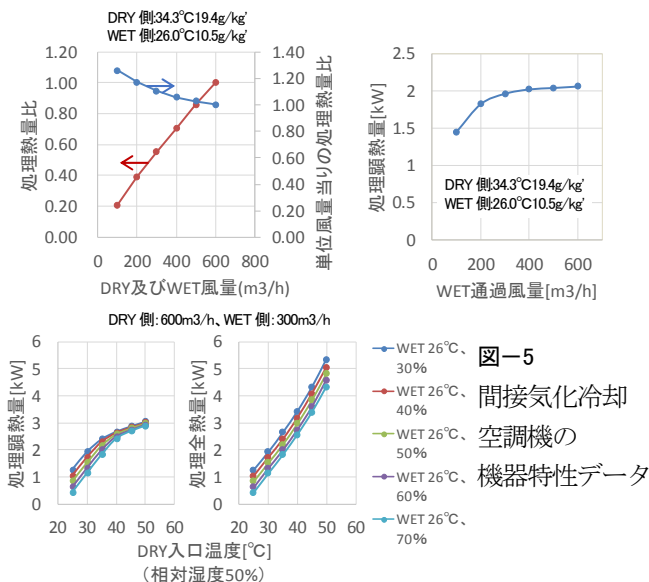 DRY 側:34.3℃19.4g/kg'
WET 側:26.0℃10.5g/kg'
1.20
1.00
0.80
0.60
0.40
0.20
0.00
処理熱量比
1.40
1.20
1.00
0.80
0.60
0.40
0.20
0.00
単位風量当りの処理熱量比
0 200 400 600 800
DRY及びWET風量(m3/h)
2.5
2
1.5
1
0.5
0
処理顕熱量[kW]
DRY 側:34.3℃19.4g/kg'
WET 側:26.0℃10.5g/kg'
0 200 400 600
WET通過風量[m3/h]
DRY 側:600m3/h、WET 側:300m3/h
6
5
4
3
2
1
0
処理顕熱量[kW]
20 30 40 50 60
6
5
4
3
2
1
0
処理全熱量[kW]
20 30 40 50 60
DRY入口温度[℃]
（相対湿度50%）
WET 26℃、
30%
WET 26℃、
40%
WET 26℃、
50%
WET 26℃、
60%
WET 26℃、
70%
図－5
間接気化冷却
空調機の
機器特性データ